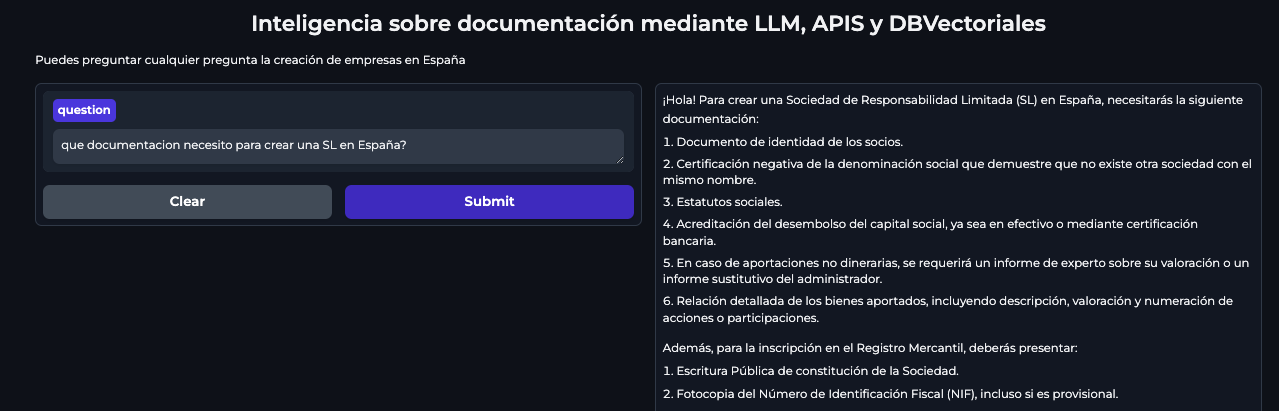 Inteligencia sobre documentación mediante LLM, APIS y DBVectoriales
Puedes preguntar cualquier pregunta la creación de empresas en España
question
que documentacion necesito para crear una SL en España?
Clear
Submit
¡Hola! Para crear una Sociedad de Responsabilidad Limitada (SL) en España, necesitarás la siguiente
documentación:
1. Documento de identidad de los socios.
2. Certificación negativa de la denominación social que demuestre que no existe otra sociedad con el
mismo nombre.
3. Estatutos sociales.
4. Acreditación del desembolso del capital social, ya sea en efectivo o mediante certificación
bancaria.
5. En caso de aportaciones no dinerarias, se requerirá un informe de experto sobre su valoración o un
informe sustitutivo del administrador.
6. Relación detallada de los bienes aportados, incluyendo descripción, valoración y numeración de
acciones o participaciones.
Además, para la inscripción en el Registro Mercantil, deberás presentar:
1. Escritura Pública de constitución de la Sociedad.
2. Fotocopia del Número de Identificación Fiscal (NIF), incluso si es provisional.